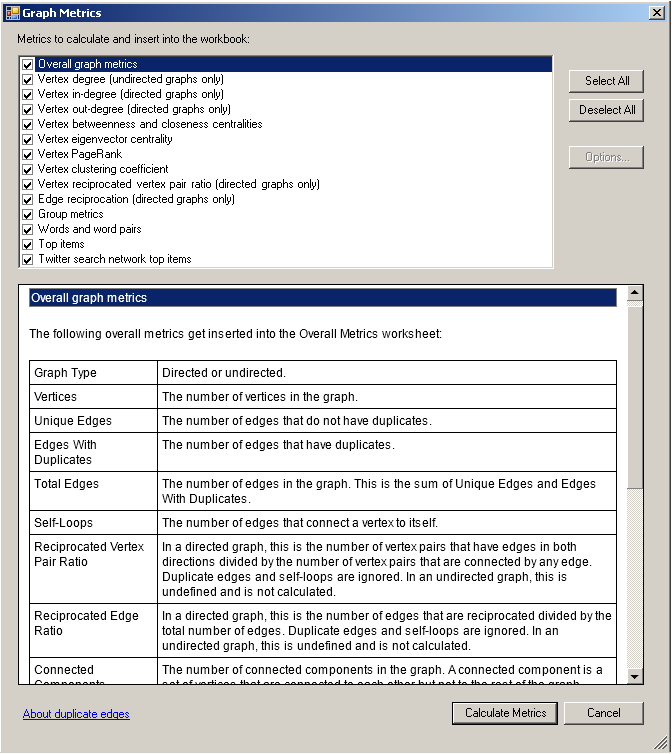 Graph Metrics
Metrics to calculate and insert into the workbook:
Overall graph metrics
Vertex degree (undirected graphs only)
Vertex in-degree (directed graphs only)
Vertex out-degree (directed graphs only)
Vertex betweenness and closeness centralities
Vertex eigenvector centrality
Vertex PageRank
Vertex clustering coefficient
Vertex reciprocated vertex pair ratio (directed graphs only)
Edge reciprocation (directed graphs only)
Group metrics
Words and word pairs
Top items
Twitter search network top items
Select All
Deselect All
Options...
Overall graph metrics
The following overall metrics get inserted into the Overall Metrics worksheet:
Graph Type
Directed or undirected.
Vertices
The number of vertices in the graph.
Unique Edges
The number of edges that do not have duplicates.
Edges With
Duplicates
The number of edges that have duplicates.
Total Edges
The number of edges in the graph. This is the sum of Unique Edges and Edges
With Duplicates.
Self-Loops
The number of edges that connect a vertex to itself.
Reciprocated Vertex
Pair Ratio
In a directed graph, this is the number of vertex pairs that have edges in both
directions divided by the number of vertex pairs that are connected by any edge.
Duplicate edges and self-loops are ignored. In an undirected graph, this is
undefined and is not calculated.
Reciprocated Edge
Ratio
In a directed graph, this is the number of edges that are reciprocated divided by the
total number of edges. Duplicate edges and self-loops are ignored. In an
undirected graph, this is undefined and is not calculated.
Connected
Components
The number of connected components in the graph. A connected component is a
set of vertices that are connected to each other but not to the rest of the graph.
About duplicate edges
Calculate Metrics
Cancel